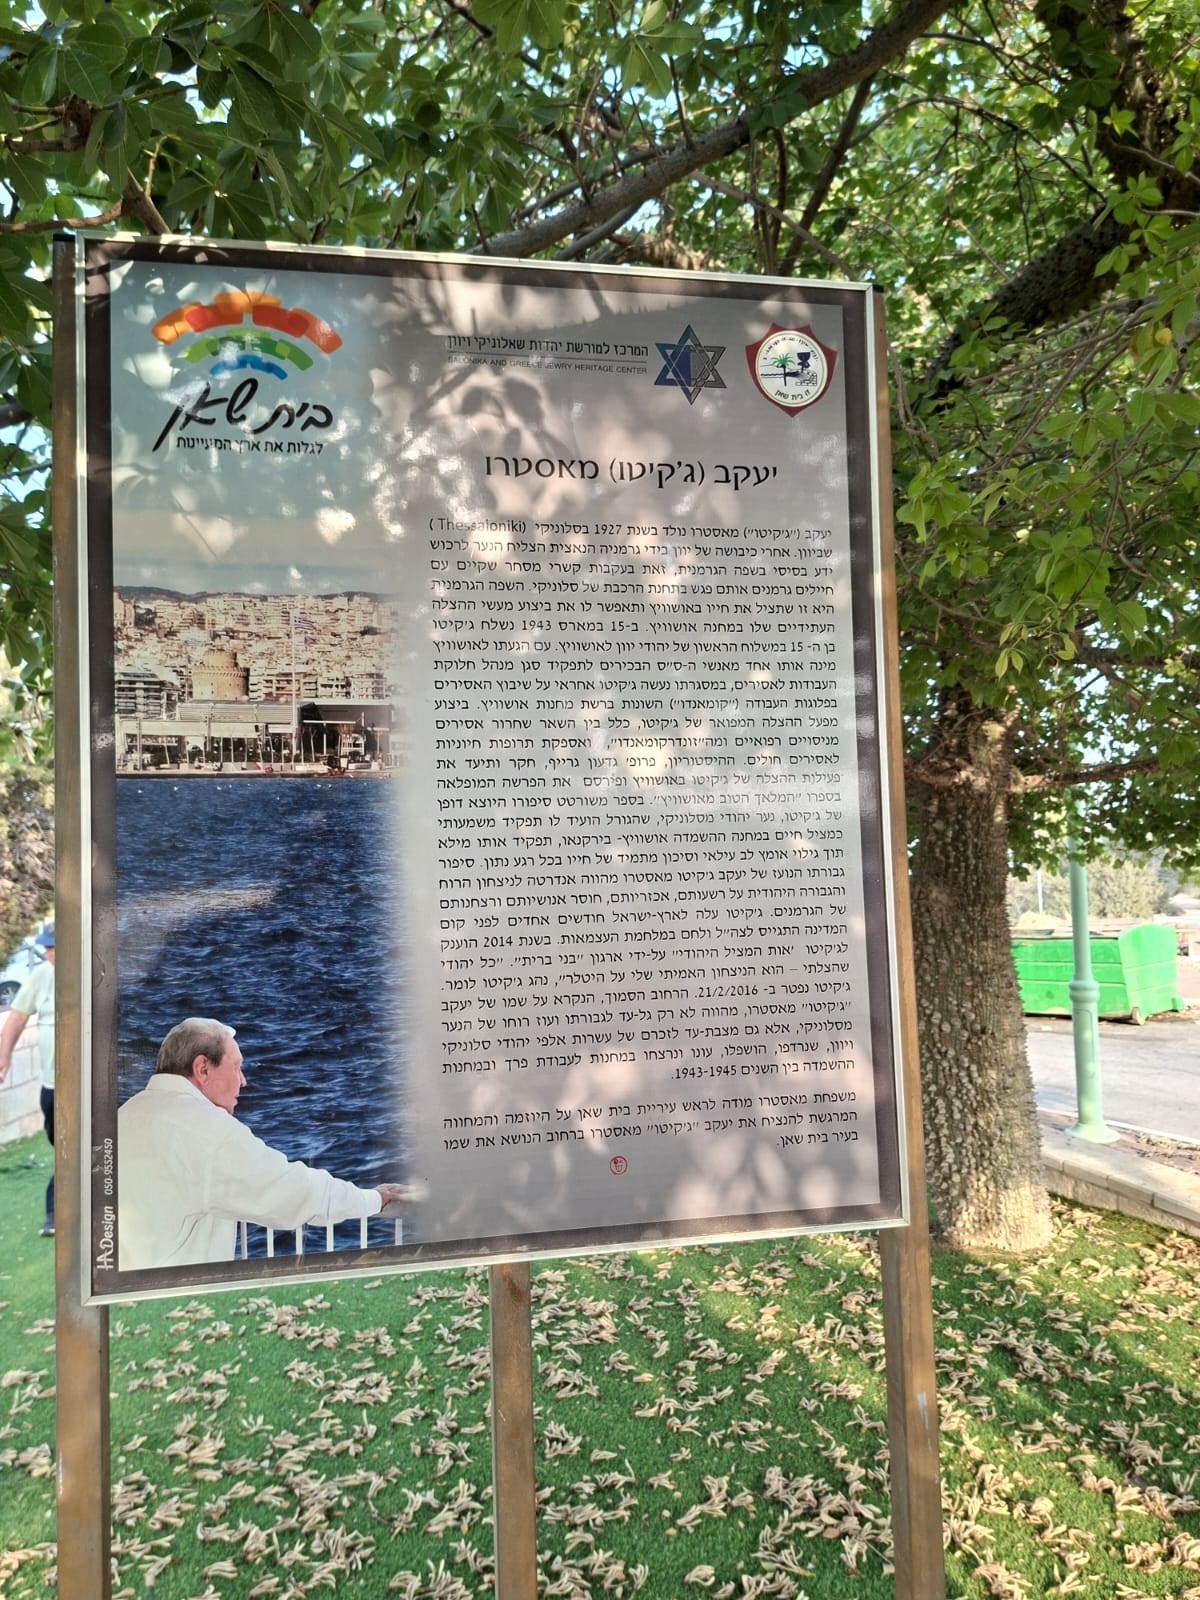 בית שאן
לגלות את ארץ המעיינות
המרכז למורשת יהדות שאלוניקי ויוון
SALONIKA AND GREECE JEWRY HERITAGE CENTER
בית שאן
יעקב (ג'קיטו) מאסטרו
יעקב ("ג'קיטו") מאסטרו נולד בשנת 1927 בסלוניקי (Thessaloniki)
שביוון. אחרי כיבושה של יוון בידי גרמניה הנאצית הצליח הנער לרכוש
ידע בסיסי בשפה הגרמנית, זאת בעקבות קשרי מסחר שקיים עם
חיילים גרמנים אותם פגש בתחנת הרכבת של סלוניקי. השפה הגרמנית
היא זו שתציל את חייו באושוויץ ותאפשר לו את ביצוע מעשי ההצלה
העתידיים שלו במחנה אושוויץ. ב-15 במארס 1943 נשלח ג'קיטו
בן ה- 15 במשלוח הראשון של יהודי יוון לאושוויץ. עם הגעתו לאושוויץ
מינה אותו אחד מאנשי ה-ס"ס הבכירים לתפקיד סגן מנהל חלוקת
העבודות לאסירים, במסגרתו נעשה ג'קיטו אחראי על שיבוץ האסירים
בפלוגות העבודה ("קומאנדו") השונות ברשת מחנות אושוויץ. ביצוע
מפעל ההצלה המפואר של ג'קיטו, כלל בין השאר שחרור אסירים
מניסויים רפואיים ומה"זונדרקומאנדו", ואספקת תרופות חיוניות
לאסירים חולים. ההיסטוריון, פרופ' גדעון גרייף, חקר ותיעד את
פעילות ההצלה של ג'קיטו באושוויץ ופירסם את הפרשה המופלאה
בספרו "המלאך הטוב מאושוויץ". בספר משורטט סיפורו היוצא דופן
של ג'קיטו, נער יהודי מסלוניקי, שהגורל הועיד לו תפקיד משמעותי
כמציל חיים במחנה ההשמדה אושוויץ- בירקנאו, תפקיד אותו מילא
תוך גילוי אומץ לב עילאי וסיכון מתמיד של חייו בכל רגע נתון. סיפור
גבורתו הנועז של יעקב ג'קיטו מאסטרו מהווה אנדרטה לניצחון הרוח
והגבורה היהודית על רשעותם, אכזריותם, חוסר אנושיותם ורצחנותם
של הגרמנים. ג'קיטו עלה לארץ-ישראל חודשים אחדים לפני קום
המדינה התגייס לצה"ל ולחם במלחמת העצמאות. בשנת 2014 הוענק
לג'קיטו "אות המציל היהודי" על-ידי ארגון "בני ברית". "כל יהודי
שהצלתי – הוא הניצחון האמיתי שלי על היטלר", נהג ג'קיטו לומר.
ג'קיטו נפטר ב- 21/2/2016. הרחוב הסמוך, הנקרא על שמו של יעקב
"ג'קיטו" מאסטרו, מהווה לא רק גל-עד לגבורתו ועוז רוחו של הנער
מסלוניקי, אלא גם מצבת-עד לזכרם של עשרות אלפי יהודי סלוניקי
ויוון, שנרדפו, הושפלו, עונו ונרצחו במחנות לעבודת פרך ובמחנות
ההשמדה בין השנים 1943-1945.
משפחת מאסטרו מודה לראש עיריית בית שאן על היוזמה והמחווה
המרגשת להנציח את יעקב "ג'קיטו" מאסטרו ברחוב הנושא את שמו
בעיר בית שאן.
HA Design 050-9552450